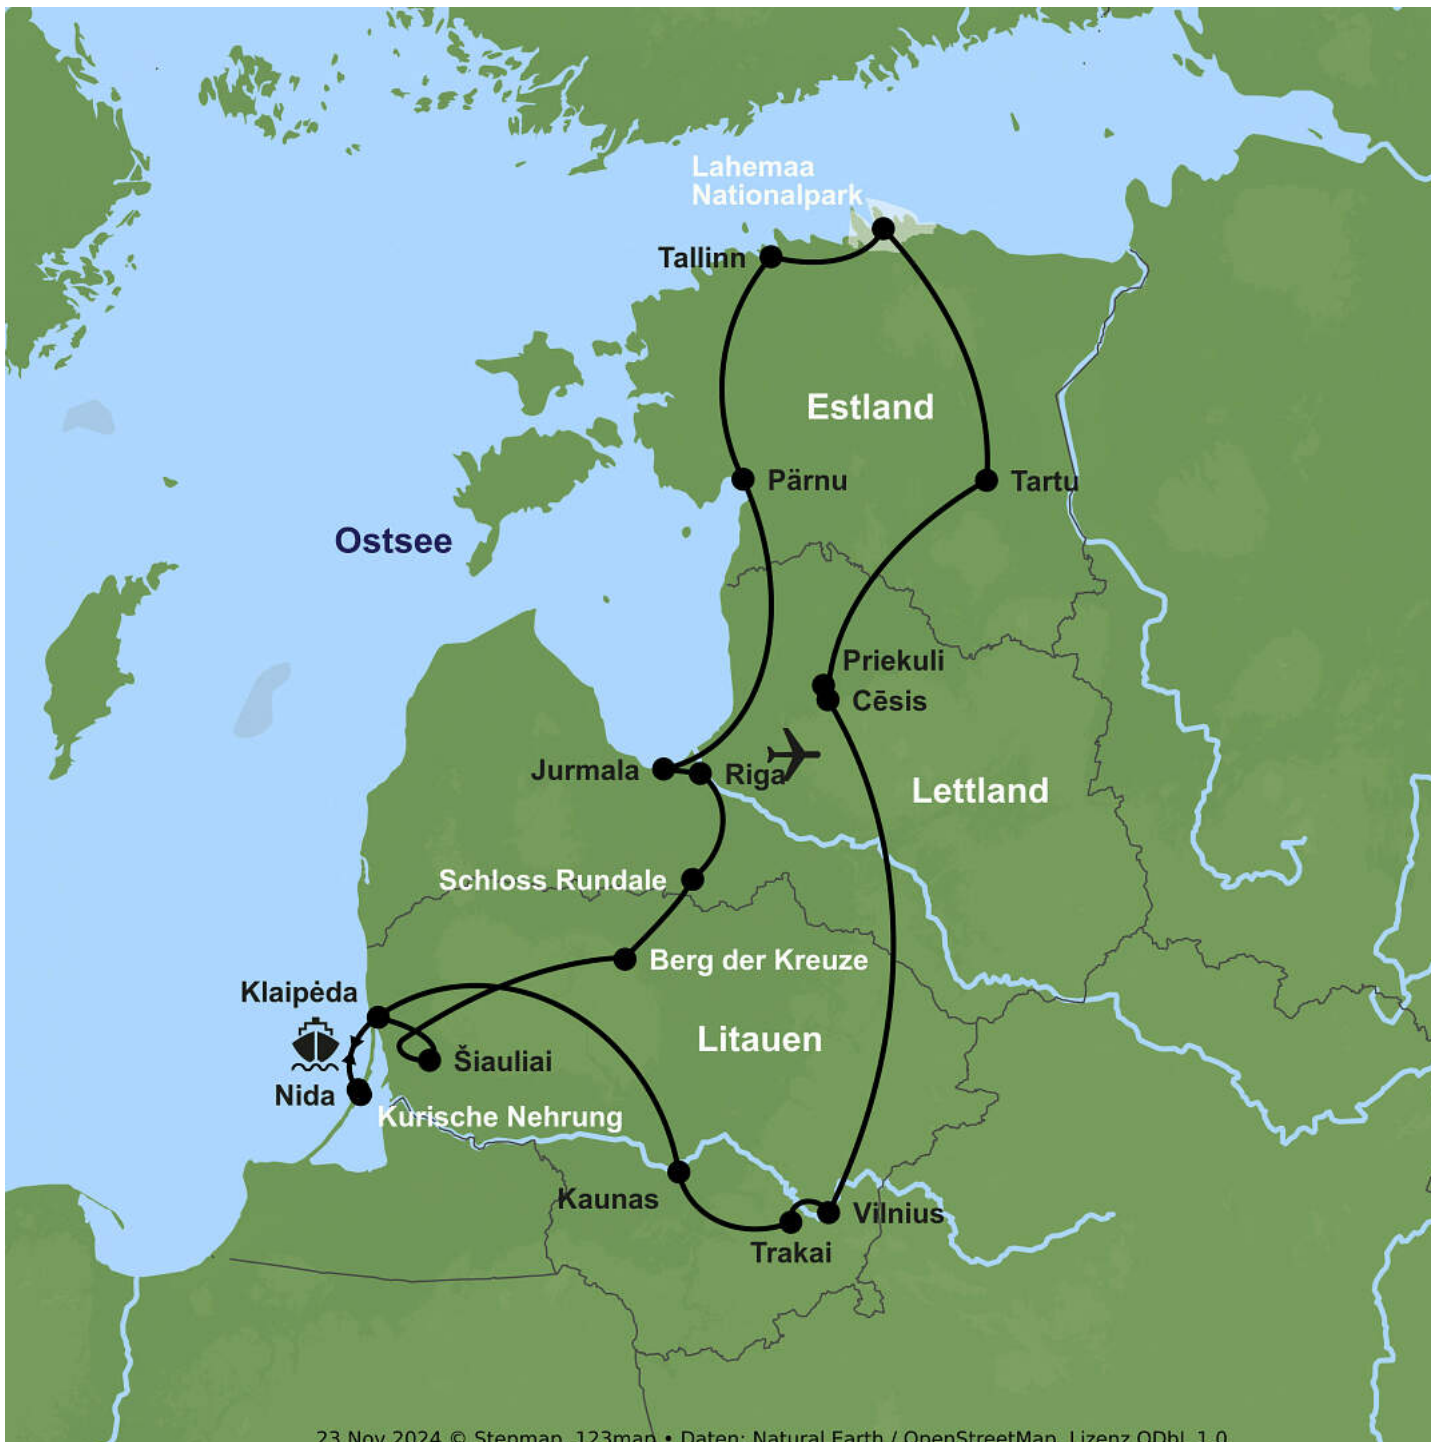 Lahemaa
Nationalpark
Tallinn
Estland
Pärnu
Tartu
Ostsee
Priekuli
Cēsis
Jurmala
Riga
Lettland
Schloss Rundale
Berg der Kreuze
Klaipėda
Litauen
Šiauliai
Nida
Kurische Nehrung
Kaunas
Vilnius
Trakai
23 Nov 2024 © Stepmap, 123map • Daten: Natural Earth / OpenStreetMap, Lizenz ODbL 1.0